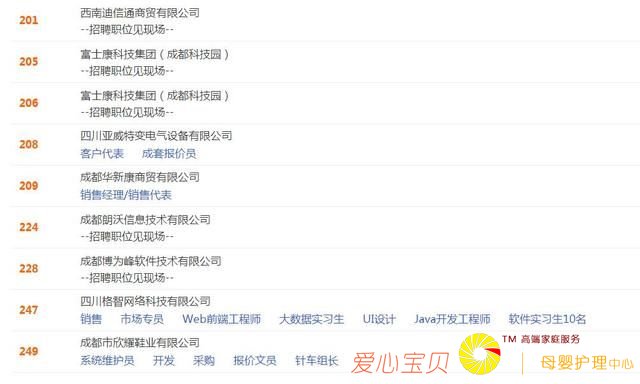 201
西南迪信通商贸有限公司
--招聘职位见现场--
205
富士康科技集团（成都科技园）
--招聘职位见现场--
206
富士康科技集团（成都科技园）
--招聘职位见现场--
208
四川亚威特变电气设备有限公司
客户代表 成套报价员
209
成都华新康商贸有限公司
销售经理/销售代表
224
成都朗沃信息技术有限公司
--招聘职位见现场--
228
成都博为峰软件技术有限公司
--招聘职位见现场--
247
四川格智网络科技有限公司
销售 市场专员 Web前端工程师 大数据实习生 UI设计 Java开发工程师 软件实习生10名
249
成都市欣耀鞋业有限公司
系统维护员 开发 采购 报价文员 针车组长
爱心宝贝
TM 高端家庭服务
母婴护理中心